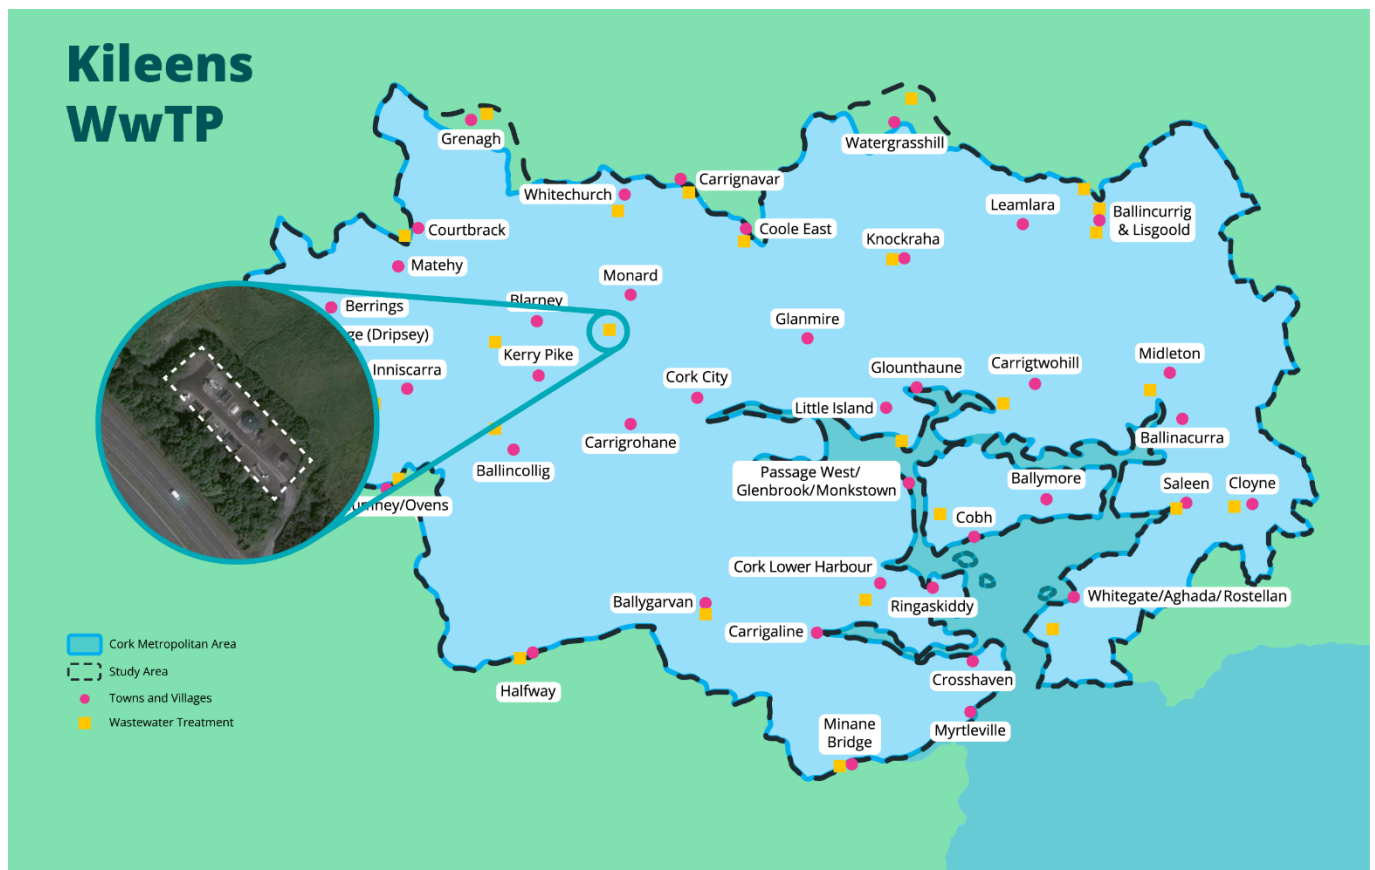 Kileens
WwTP
Grenagh
Watergrasshill
Whitechurch
Carrignavar
Courtbrack
Coole East
Leamlara
Ballincurrig
& Lisgoold
Knockraha
Matehy
Monard
Berrings
Blarney
(Dripsey)
Glanmire
Kerry Pike
Inniscarra
Cork City
Glounthaune
Carrigtwohill
Midleton
Little Island
Carrigrohane
Ballinacurra
Ballincollig
Passage West/
Glenbrook/Monkstown
Ballymore
Saleen
Cloyne
/Ovens
Cobh
Cork Lower Harbour
Ringaskiddy
Whitegate/Aghada/ Rostellan
Ballygarvan
Carrigaline
Crosshaven
Halfway
Minane
Bridge
Myrtleville
Cork Metropolitan Area
Study Area
Towns and Villages
Wastewater Treatment